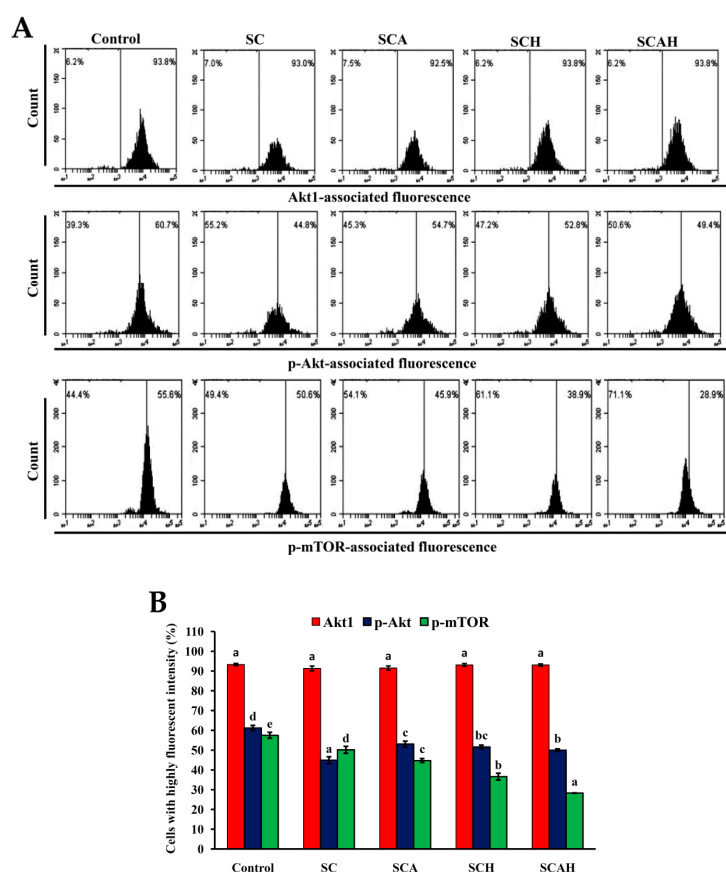 A
Control SC SCA SCH SCAH
Count
6.2% 93.8% 7.0% 93.0% 7.5% 92.5% 6.2% 93.8% 6.2% 93.8%
Akt1-associated fluorescence
Count
39.3% 60.7% 55.2% 44.8% 45.3% 54.7% 47.2% 52.8% 50.6% 49.4%
p-Akt-associated fluorescence
Count
44.4% 55.6% 49.4% 50.6% 54.1% 45.9% 61.1% 38.9% 71.1% 28.9%
p-mTOR-associated fluorescence
B
Akt1 p-Akt p-mTOR
Cells with highly fluorescent intensity (%)
110
100
90
80
70
60
50
40
30
20
10
0
a a a a a
d e a d c c bc b b a
Control SC SCA SCH SCAH